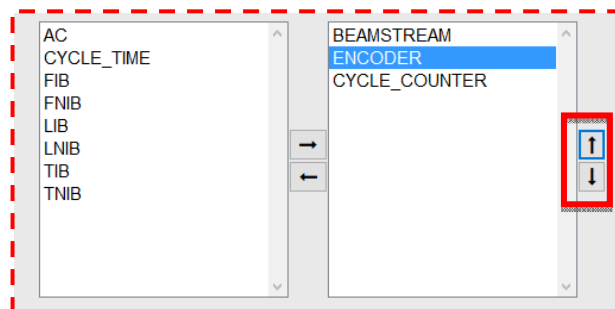 AC
CYCLE_TIME
FIB
FNIB
LIB
LNIB
TIB
TNIB
BEAMSTREAM
ENCODER
CYCLE_COUNTER